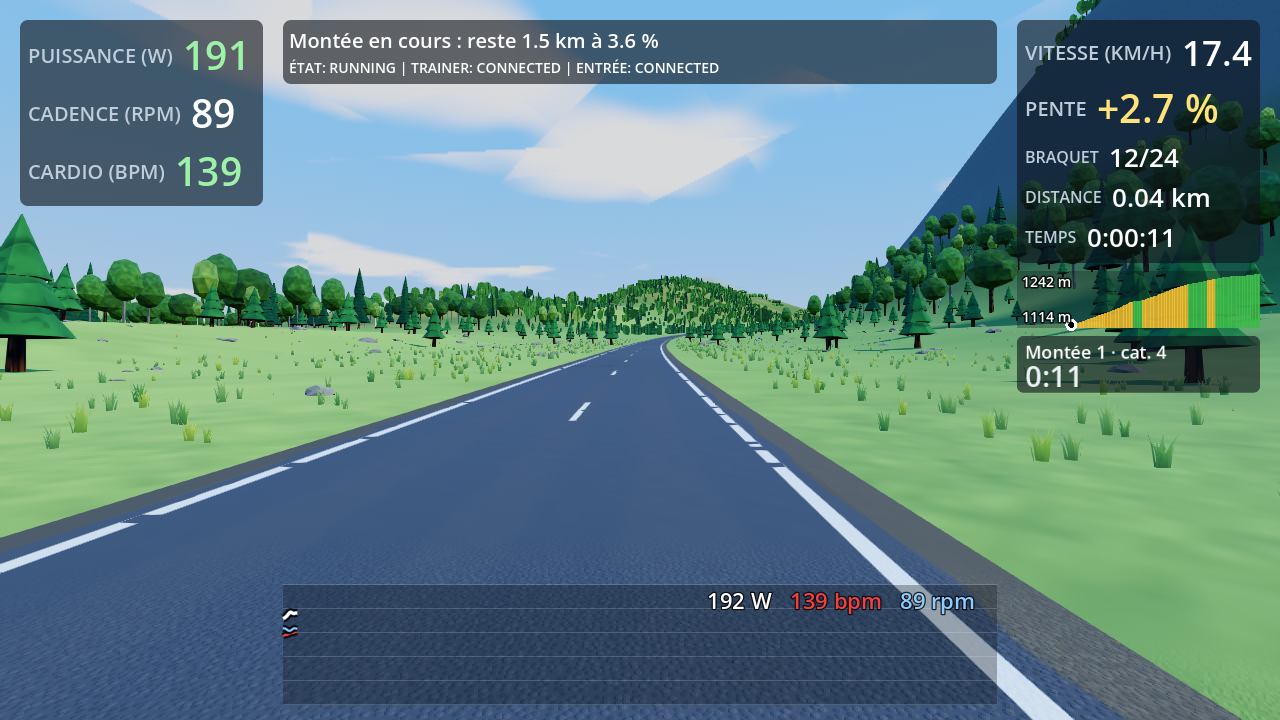 PUISSANCE (W) 191
CADENCE (RPM) 89
CARDIO (BPM) 139
Montée en cours : reste 1.5 km à 3.6 %
ÉTAT: RUNNING | TRAINER: CONNECTED | ENTRÉE: CONNECTED
VITESSE (KM/H) 17.4
PENTE +2.7 %
BRAQUET 12/24
DISTANCE 0.04 km
TEMPS 0:00:11
1242 m
1114 m
Montée 1 · cat. 4
0:11
192 W 139 bpm 89 rpm